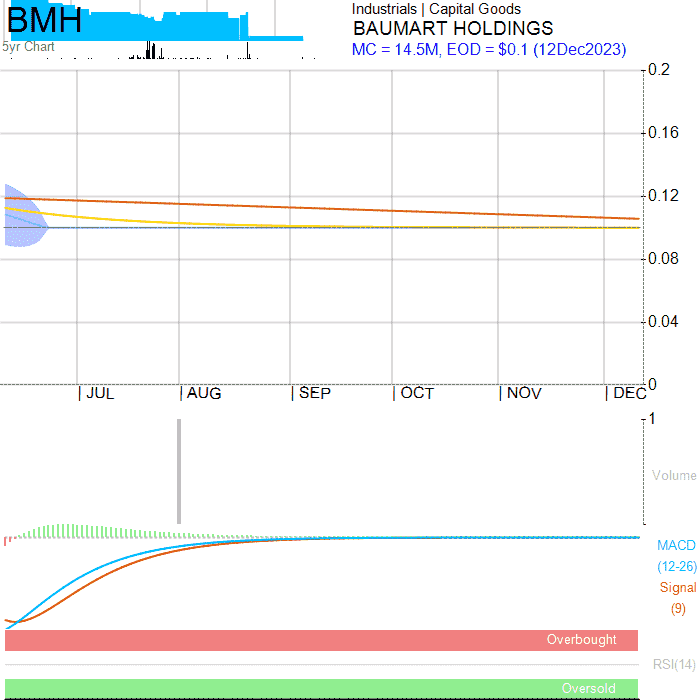 BMH
5yr Chart
Industrials | Capital Goods
BAUMART HOLDINGS
MC = 14.5M, EOD = $0.1 (12Dec2023)
0.2
0.16
0.12
0.08
0.04
0
| JUL | AUG | SEP | OCT | NOV | DEC
1
Volume
MACD
(12-26)
Signal
(9)
Overbought
RSI(14)
Oversold